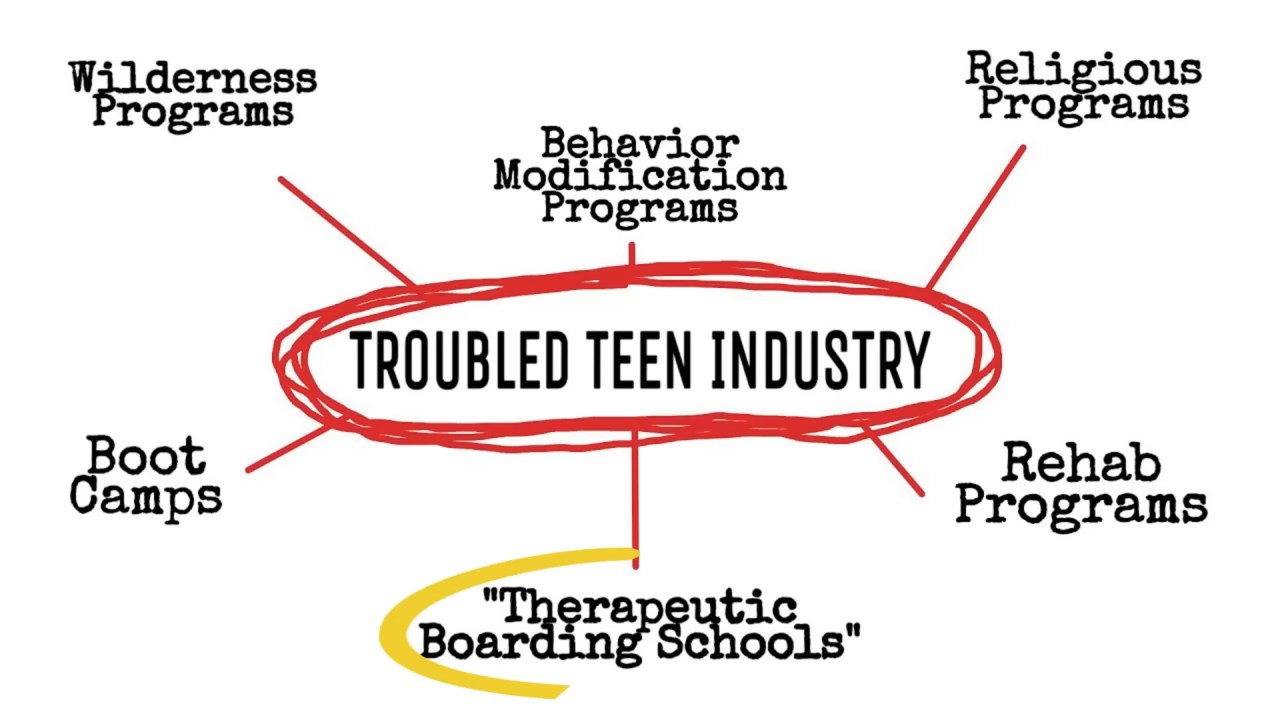 Wilderness
Programs
Religious
Programs
Behavior
Modification
Programs
TROUBLED TEEN INDUSTRY
Boot
Camps
Rehab
Programs
"Therapeutic
Boarding Schools"